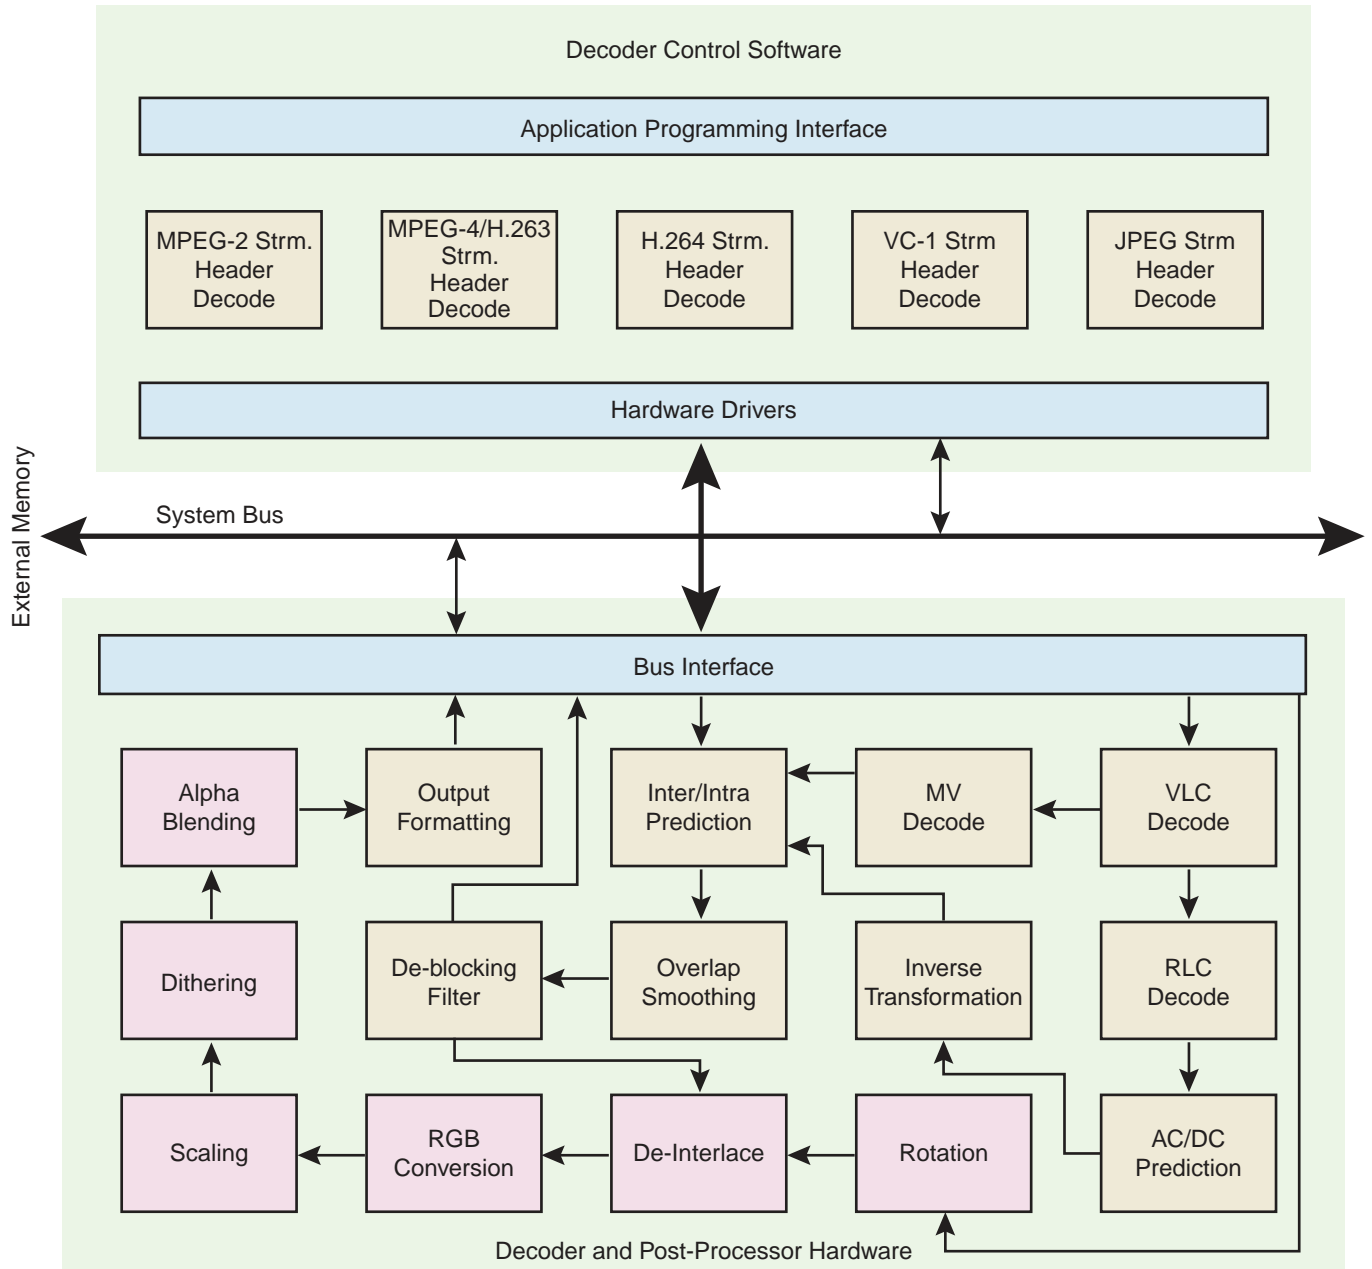 Decoder Control Software
Application Programming Interface
MPEG-2 Strm.
Header
Decode
MPEG-4/H.263
Strm.
Header
Decode
H.264 Strm.
Header
Decode
VC-1 Strm
Header
Decode
JPEG Strm
Header
Decode
Hardware Drivers
External Memory
System Bus
Bus Interface
Alpha
Blending
Output
Formatting
Inter/Intra
Prediction
MV
Decode
VLC
Decode
Dithering
De-blocking
Filter
Overlap
Smoothing
Inverse
Transformation
RLC
Decode
Scaling
RGB
Conversion
De-Interlace
Rotation
AC/DC
Prediction
Decoder and Post-Processor Hardware